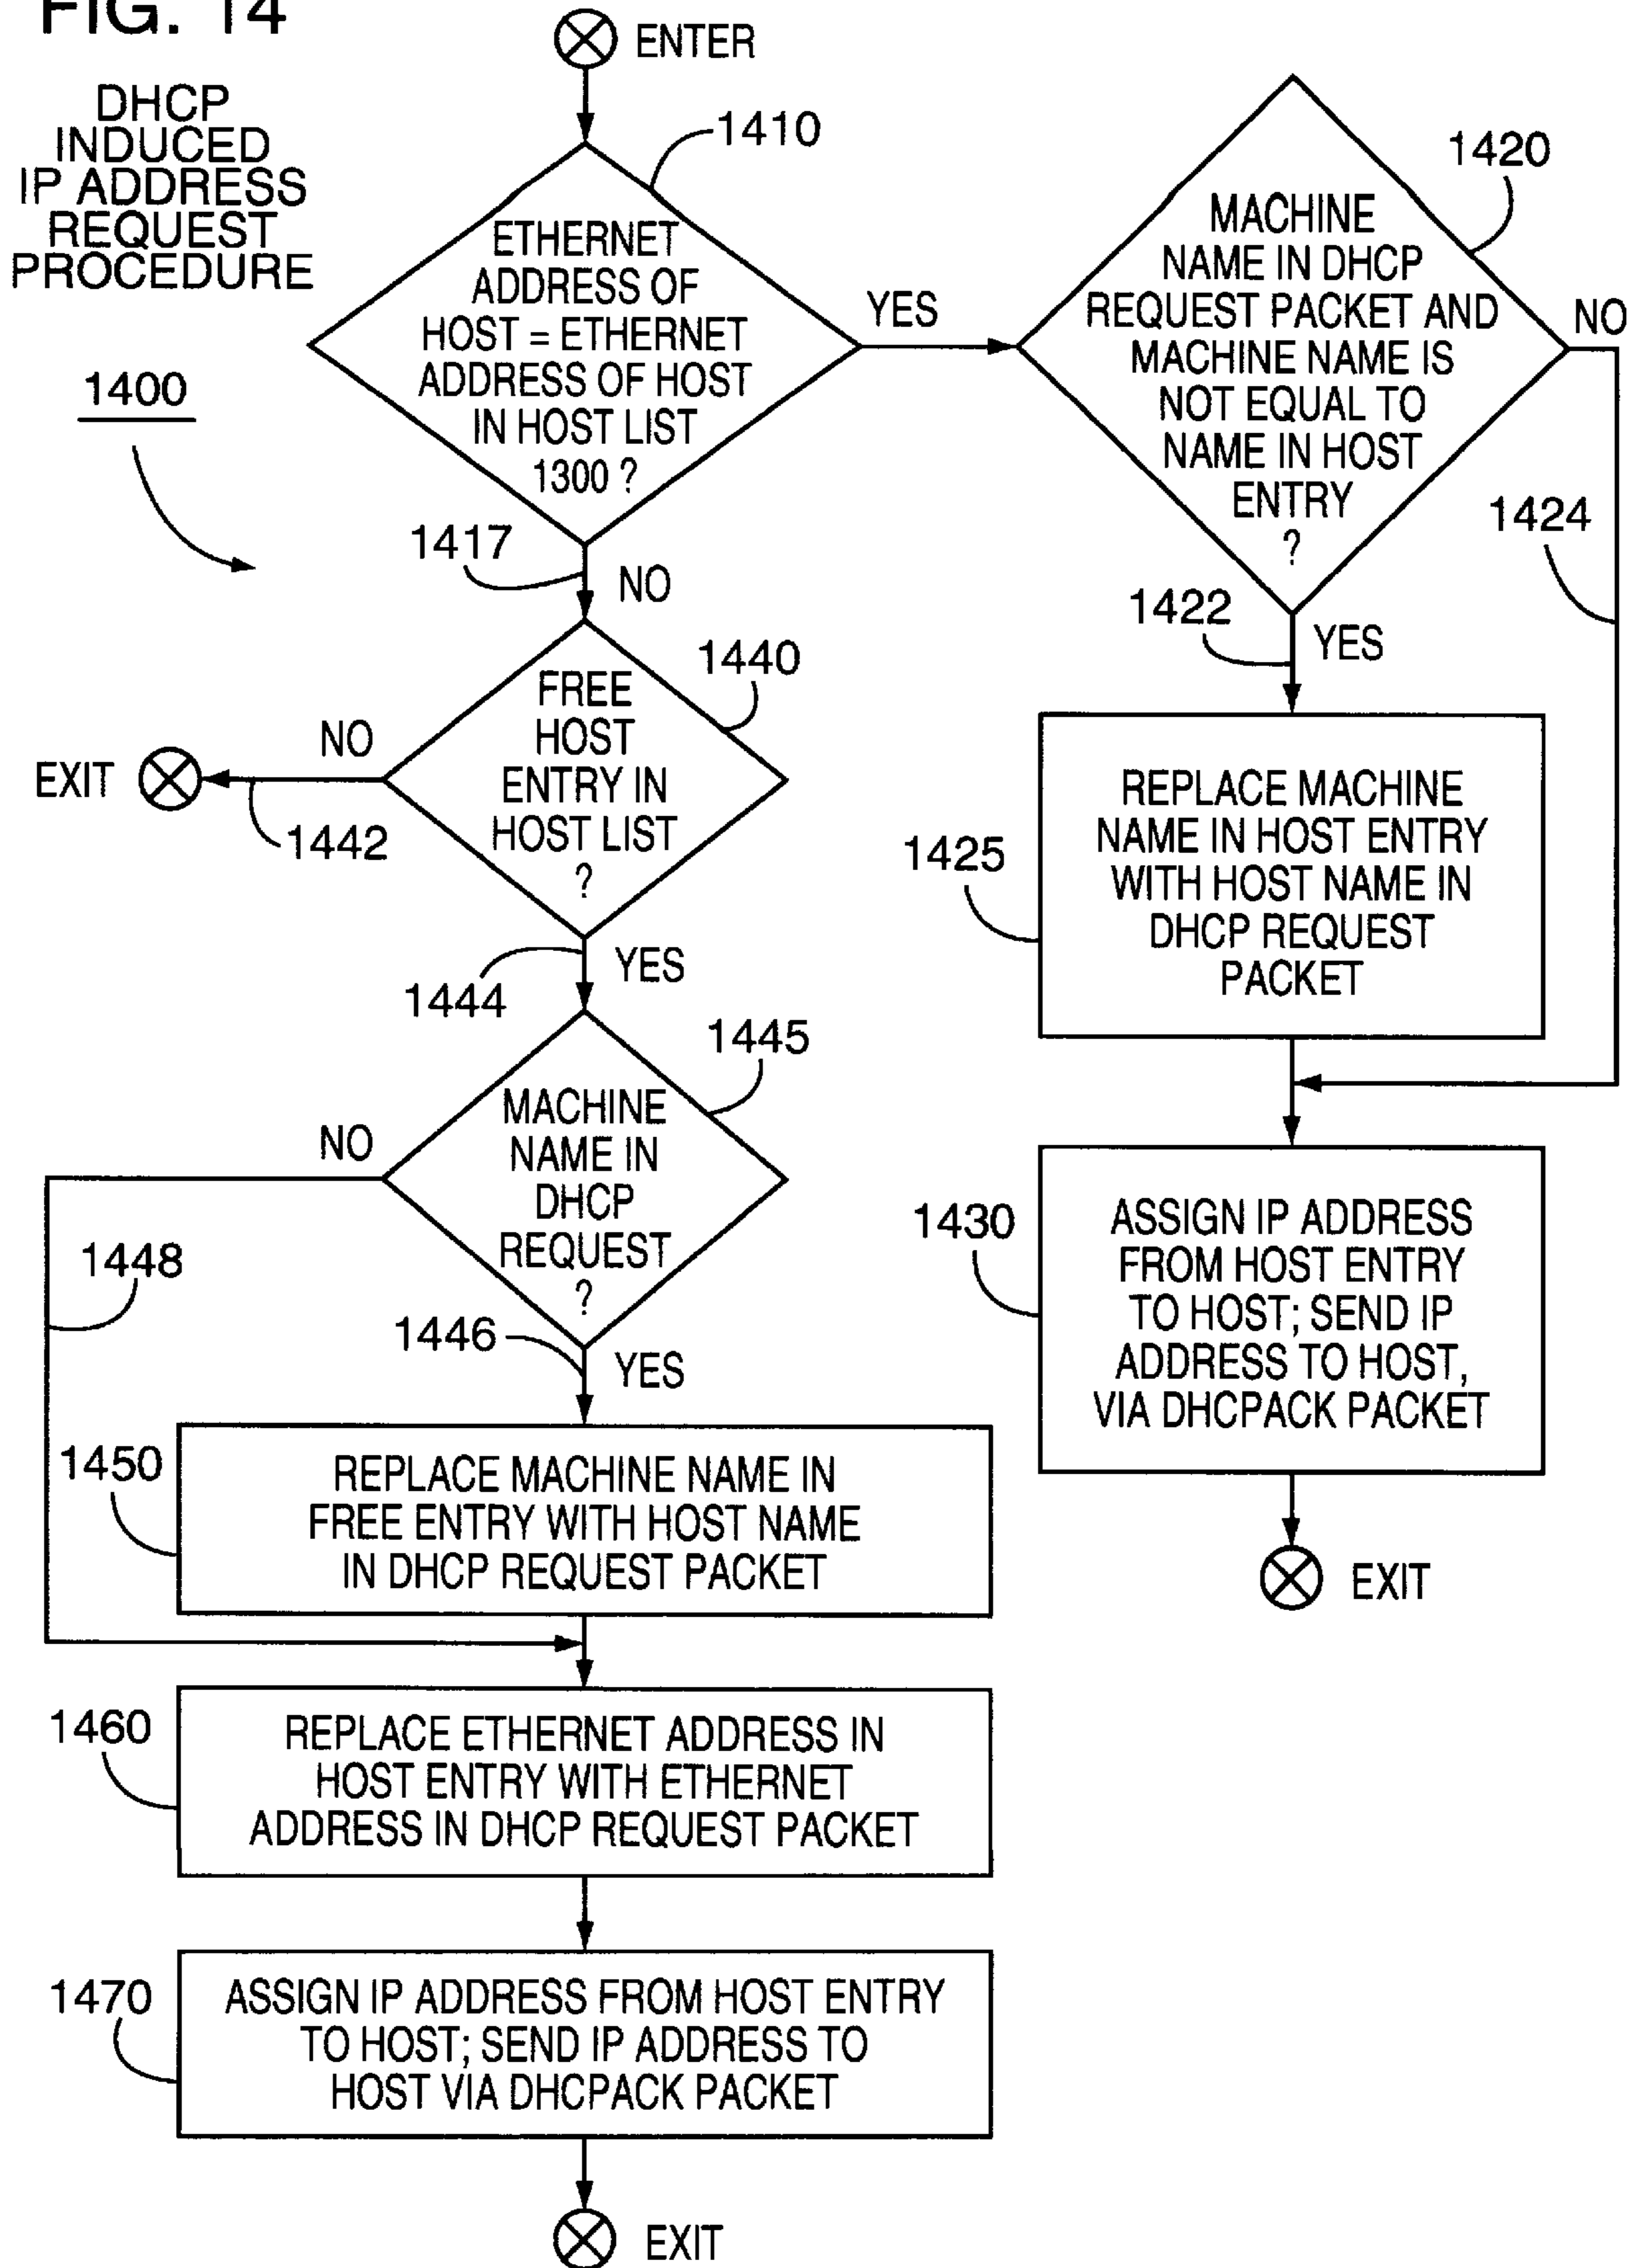 FIG. 14
DHCP
INDUCED
IP ADDRESS
REQUEST
PROCEDURE
1400
ENTER
1410
ETHERNET
ADDRESS OF
HOST = ETHERNET
ADDRESS OF HOST
IN HOST LIST
1300 ?
YES
1417
NO
1420
MACHINE
NAME IN DHCP
REQUEST PACKET AND
MACHINE NAME IS
NOT EQUAL TO
NAME IN HOST
ENTRY
?
NO
1424
1422
YES
1425
REPLACE MACHINE
NAME IN HOST ENTRY
WITH HOST NAME IN
DHCP REQUEST
PACKET
1430
ASSIGN IP ADDRESS
FROM HOST ENTRY
TO HOST; SEND IP
ADDRESS TO HOST,
VIA DHCPACK PACKET
EXIT
1440
FREE
HOST
ENTRY IN
HOST LIST
?
NO
EXIT
1442
1444
YES
1445
MACHINE
NAME IN
DHCP
REQUEST
?
NO
1448
1446
YES
1450
REPLACE MACHINE NAME IN
FREE ENTRY WITH HOST NAME
IN DHCP REQUEST PACKET
1460
REPLACE ETHERNET ADDRESS IN
HOST ENTRY WITH ETHERNET
ADDRESS IN DHCP REQUEST PACKET
1470
ASSIGN IP ADDRESS FROM HOST ENTRY
TO HOST; SEND IP ADDRESS TO
HOST VIA DHCPACK PACKET
EXIT